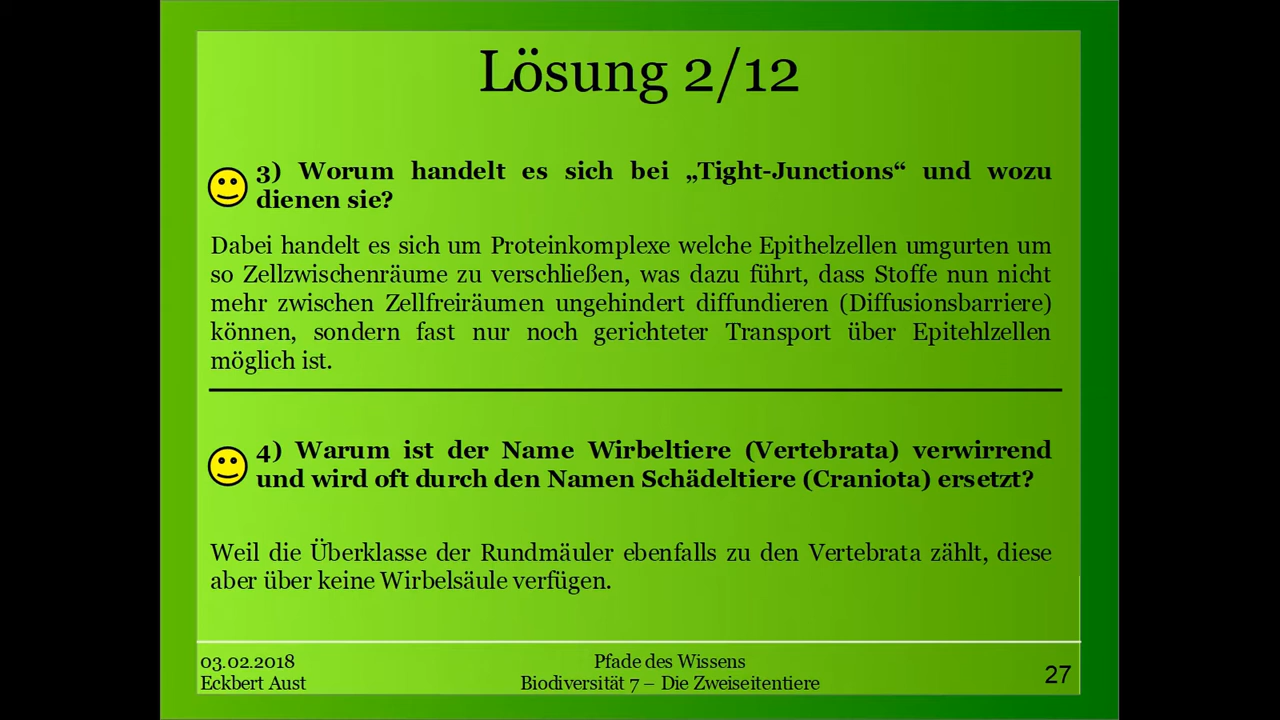 Lösung 2/12
3) Worum handelt es sich bei „Tight-Junctions“ und wozu
dienen sie?
Dabei handelt es sich um Proteinkomplexe welche Epithelzellen umgurten um
so Zellzwischenräume zu verschließen, was dazu führt, dass Stoffe nun nicht
mehr zwischen Zellfreiräumen ungehindert diffundieren (Diffusionsbarriere)
können, sondern fast nur noch gerichteter Transport über Epitehlzellen
möglich ist.
4) Warum ist der Name Wirbeltiere (Vertebrata) verwirrend
und wird oft durch den Namen Schädeltiere (Craniota) ersetzt?
Weil die Überklasse der Rundmäuler ebenfalls zu den Vertebrata zählt, diese
aber über keine Wirbelsäule verfügen.
03.02.2018
Eckbert Aust
Pfade des Wissens
Biodiversität 7 – Die Zweiseitentiere
27